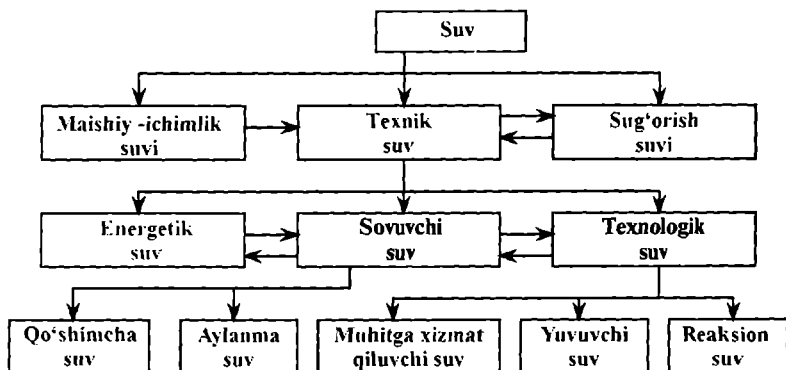 Suv
Maishiy -ichimlik
suvi
Texnik
suv
Sug‘orish
suvi
Energetik
suv
Sovuvchi
suv
Texnologik
suv
Qo‘shimcha
suv
Aylanma
suv
Muhitga xizmat
qiluvchi suv
Yuvuvchi
suv
Reaksion
suv